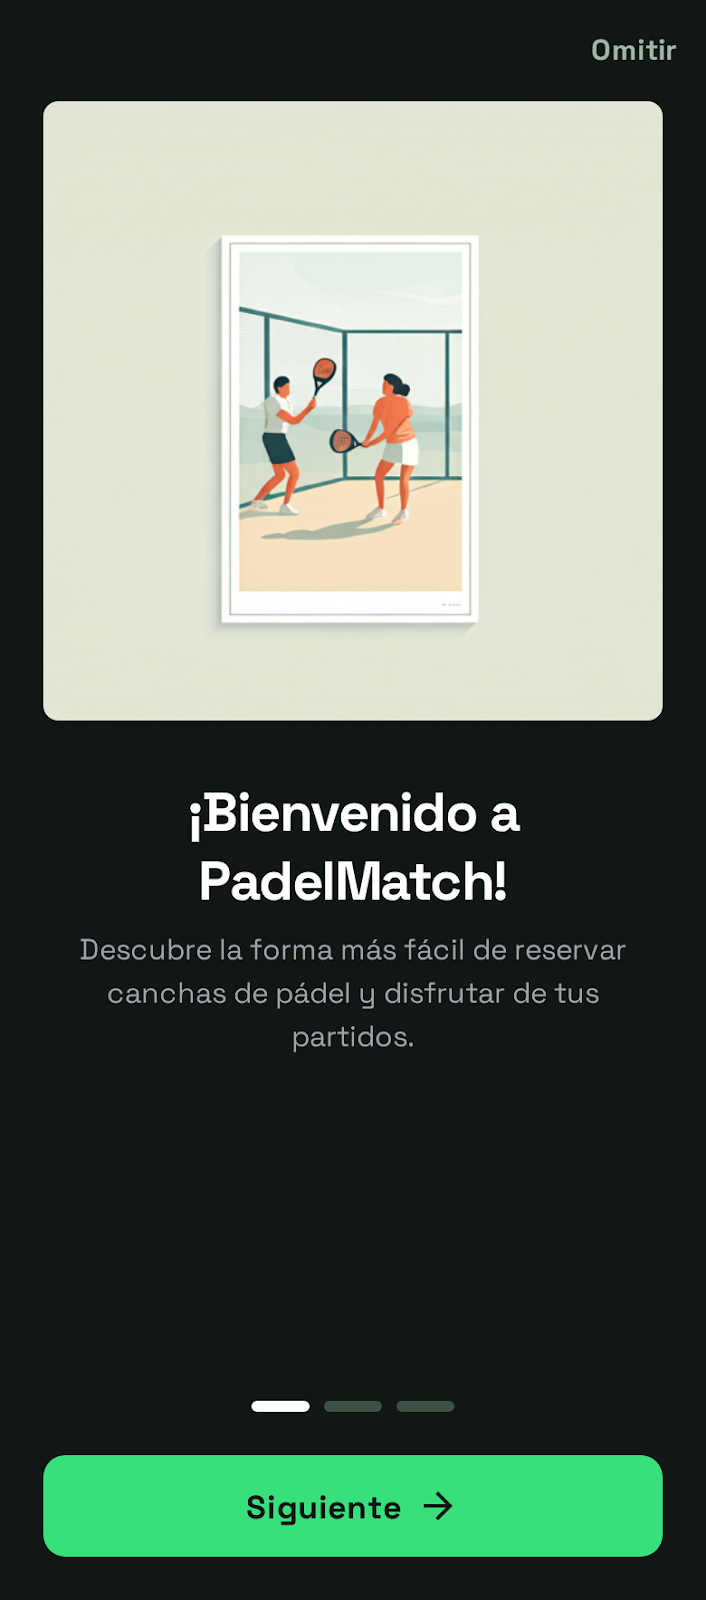 Omitir
¡Bienvenido a
PadelMatch!
Descubre la forma más fácil de reservar
canchas de pádel y disfrutar de tus
partidos.
Siguiente →